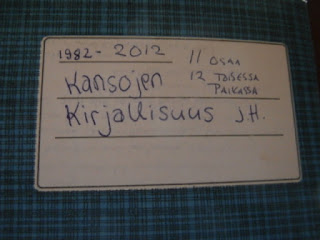 1982 - 2012
11 OSAA
12 TOISESSA
PAIKASSA
Kansojen
Kirjallisuus J.H.